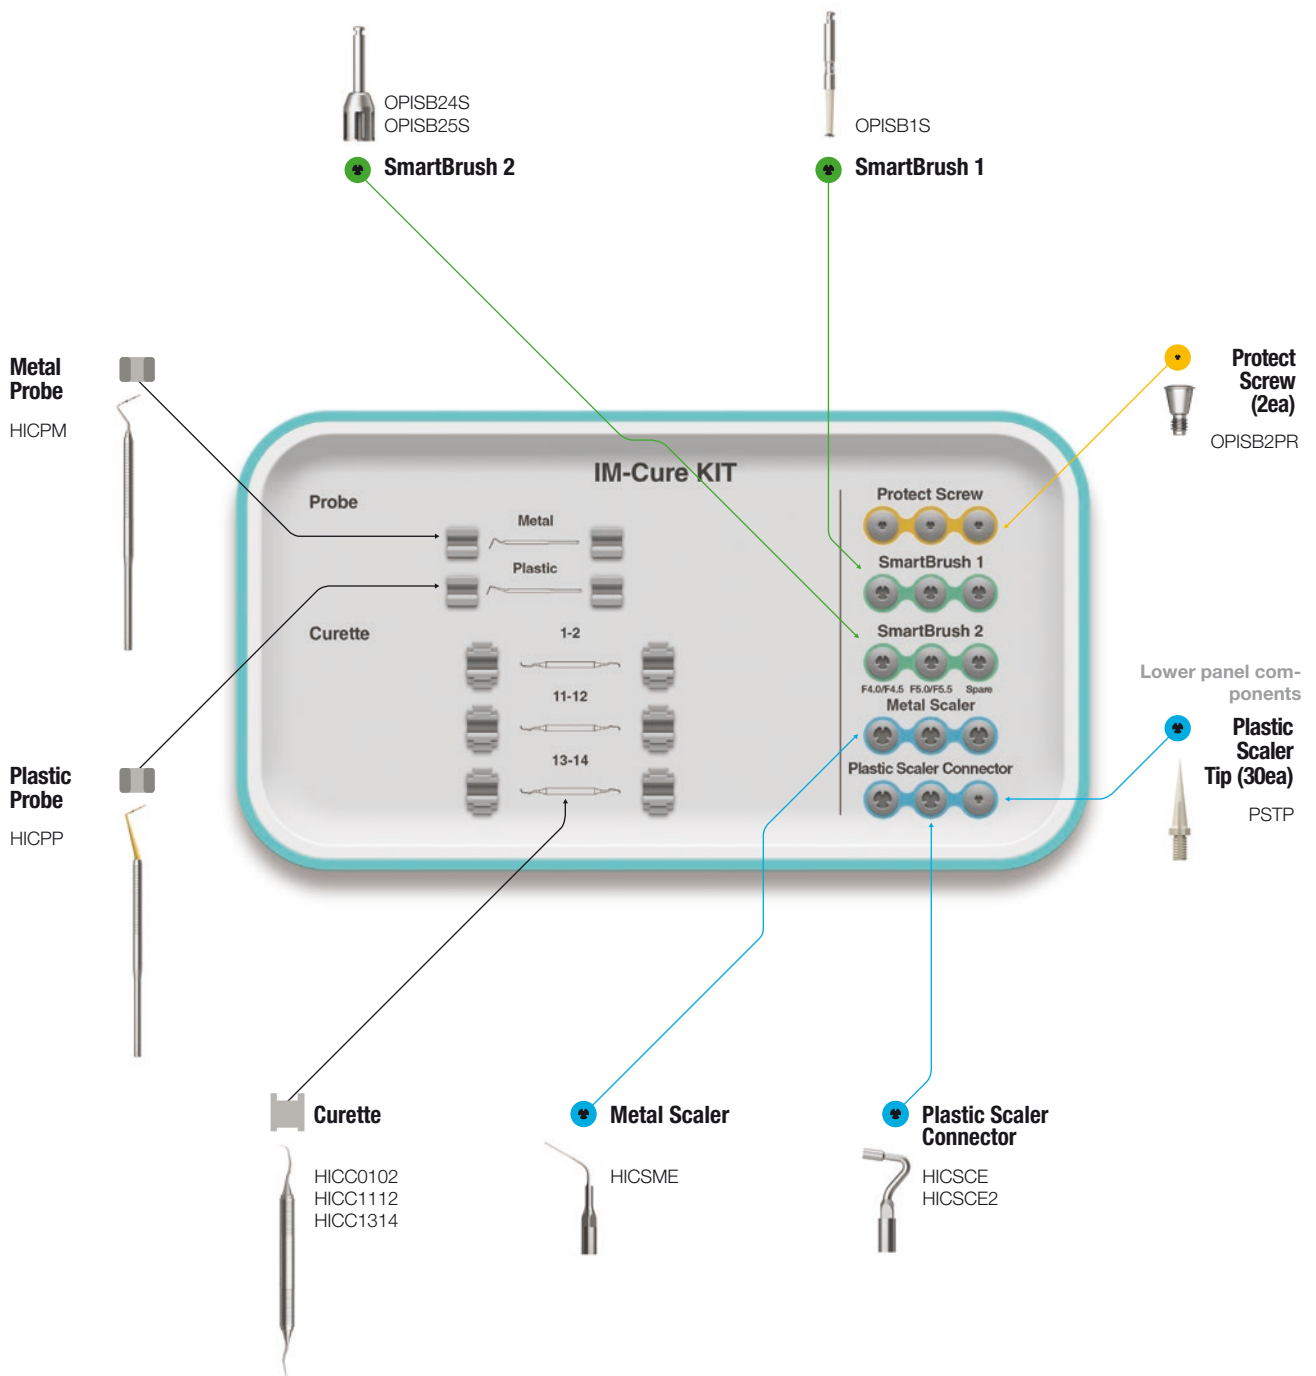 OPISB24S
OPISB25S
SmartBrush 2
OPISB1S
SmartBrush 1
Metal
Probe
HICPM
Protect
Screw
(2ea)
OPISB2PR
IM-Cure KIT
Probe
Metal
Plastic
Curette
1-2
11-12
13-14
Protect Screw
SmartBrush 1
SmartBrush 2
F4.0/F4.5 F5.0/F5.5 Spare
Metal Scaler
Plastic Scaler Connector
Lower panel com-
ponents
Plastic
Scaler
Tip (30ea)
PSTP
Plastic
Probe
HICPP
Curette
HICC0102
HICC1112
HICC1314
Metal Scaler
HICSME
Plastic Scaler
Connector
HICSCE
HICSCE2